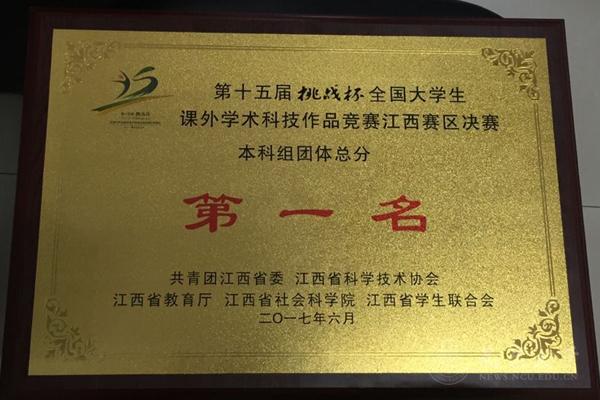 第十五届挑战杯全国大学生
课外学术科技作品竞赛江西赛区决赛
本科组团体总分
第一名
共青团江西省委 江西省科学技术协会
江西省教育厅 江西省社会科学院 江西省学生联合会
二〇一七年六月
NEWS.NCU.EDU.CN